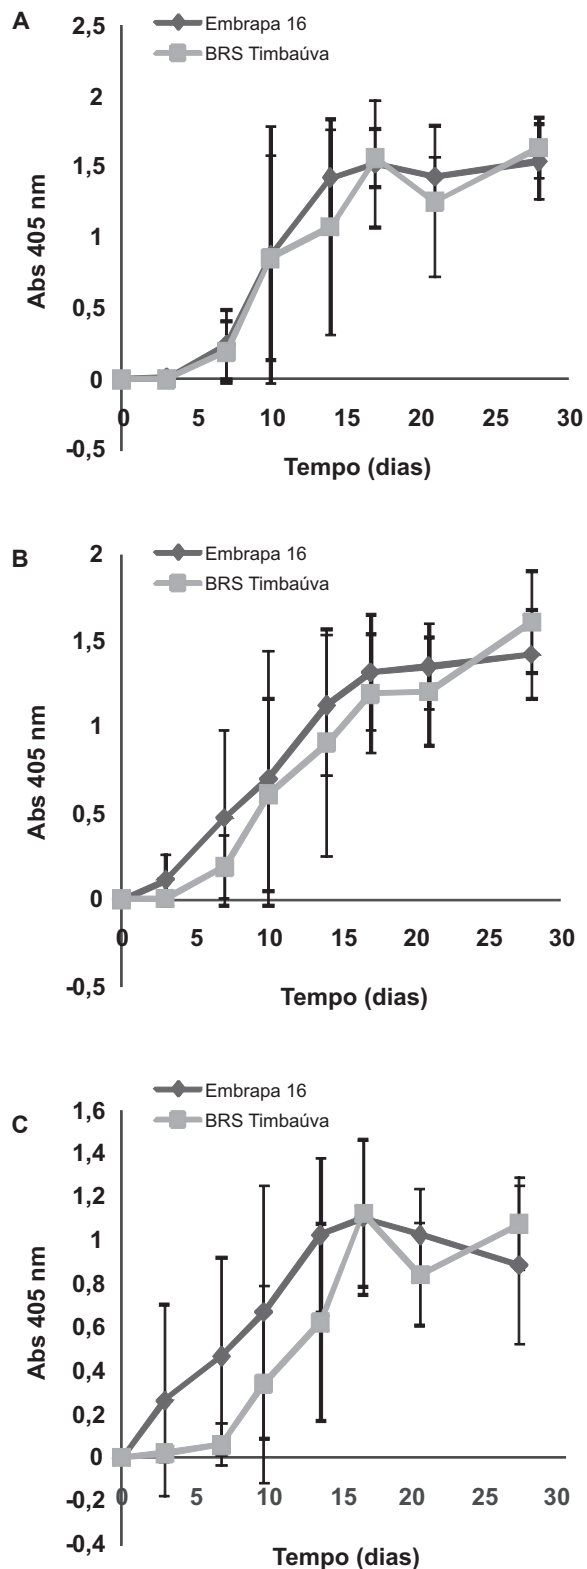 A
Embrapa 16
BRS Timbaúva
2,5
2
1,5
1
0,5
0
-0,5
Abs 405 nm
0 5 10 15 20 25 30
Tempo (dias)
B
Embrapa 16
BRS Timbaúva
2
1,5
1
0,5
0
-0,5
Abs 405 nm
0 5 10 15 20 25 30
Tempo (dias)
C
Embrapa 16
BRS Timbaúva
1,6
1,4
1,2
1
0,8
0,6
0,4
0,2
0
-0,2
-0,4
Abs 405 nm
0 5 10 15 20 25 30
Tempo (dias)